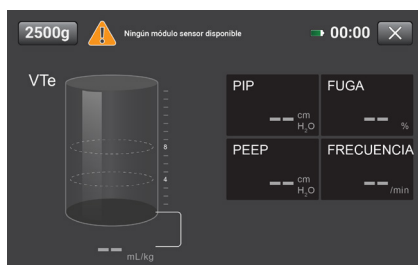 2500g
Ningún módulo sensor disponible
00:00
VTe
8
4
-- mL/kg
PIP
-- cm H₂O
FUGA
-- %
PEEP
-- cm H₂O
FRECUENCIA
-- /min